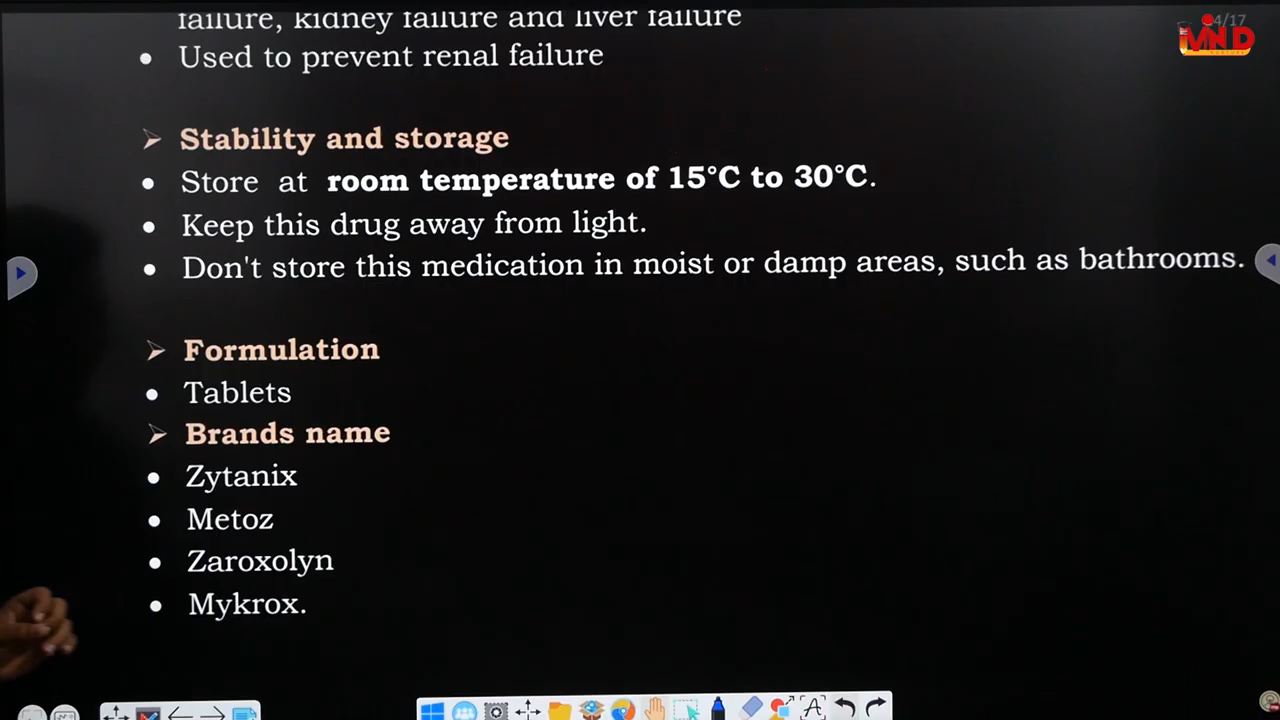 failure, kidney failure and liver failure
Used to prevent renal failure
Stability and storage
Store at room temperature of 15°C to 30°C.
Keep this drug away from light.
Don't store this medication in moist or damp areas, such as bathrooms.
Formulation
Tablets
Brands name
Zytanix
Metoz
Zaroxolyn
Mykrox.